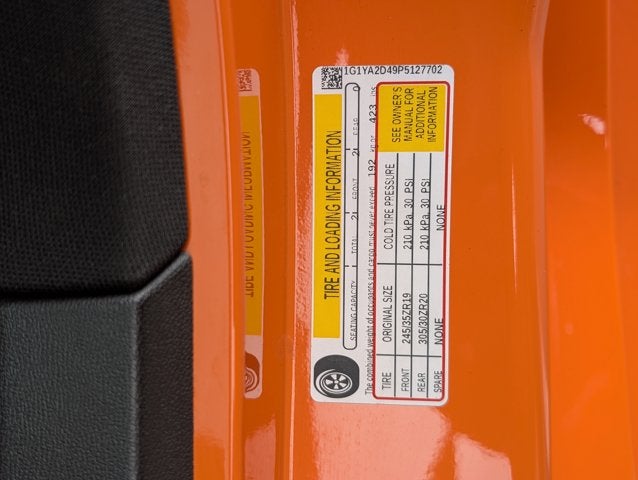 1G1YA2D49P5127702
TIRE AND LOADING INFORMATION
SEATING CAPACITY TOTAL 2 FRONT 2 REAR 0
The combined weight of occupants and cargo must never exceed 192 kg or 423 lbs
TIRE ORIGINAL SIZE COLD TIRE PRESSURE
FRONT 245/35ZR19 210 kPa, 30 PSI
REAR 305/30ZR20 210 kPa, 30 PSI
SPARE NONE NONE
SEE OWNER'S
MANUAL FOR
ADDITIONAL
INFORMATION